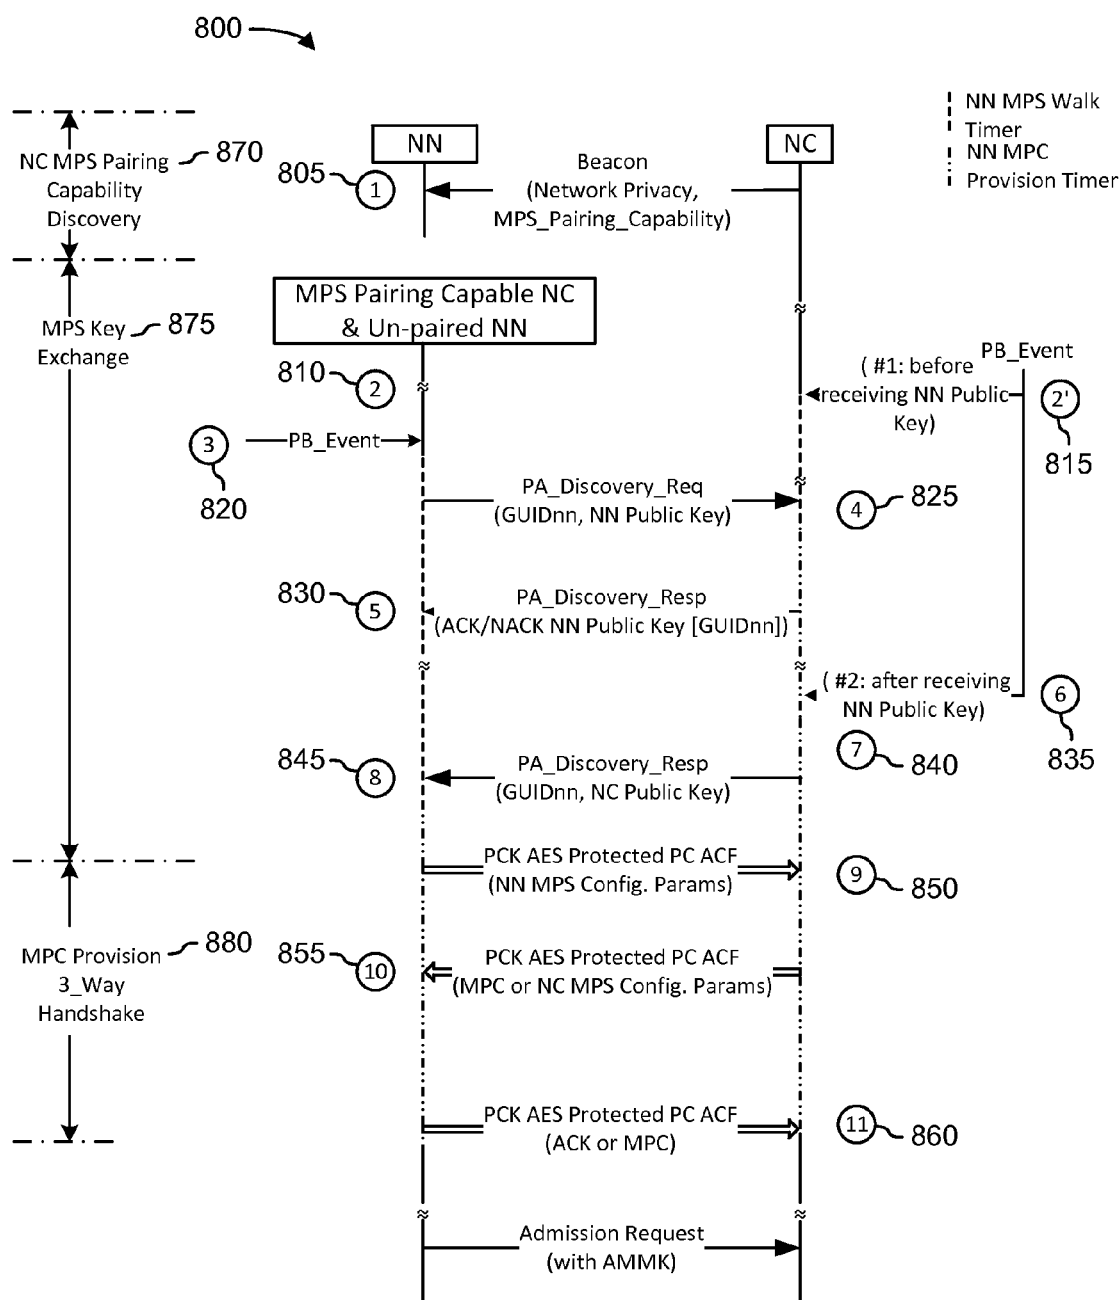 800
NN MPS Walk
Timer
NN MPC
Provision Timer
NC MPS Pairing
Capability
Discovery
870
805
1
NN
NC
Beacon
(Network Privacy,
MPS_Pairing_Capability)
MPS Pairing Capable NC
& Un-paired NN
MPS Key
Exchange
875
810
2
PB_Event
( #1: before
receiving NN Public
Key)
2'
815
3
820
PB_Event
PA_Discovery_Req
(GUIDnn, NN Public Key)
4
825
830
5
PA_Discovery_Resp
(ACK/NACK NN Public Key [GUIDnn])
( #2: after receiving
NN Public Key)
6
835
7
840
845
8
PA_Discovery_Resp
(GUIDnn, NC Public Key)
PCK AES Protected PC ACF
(NN MPS Config. Params)
9
850
MPC Provision
3_Way
Handshake
880
855
10
PCK AES Protected PC ACF
(MPC or NC MPS Config. Params)
PCK AES Protected PC ACF
(ACK or MPC)
11
860
Admission Request
(with AMMK)